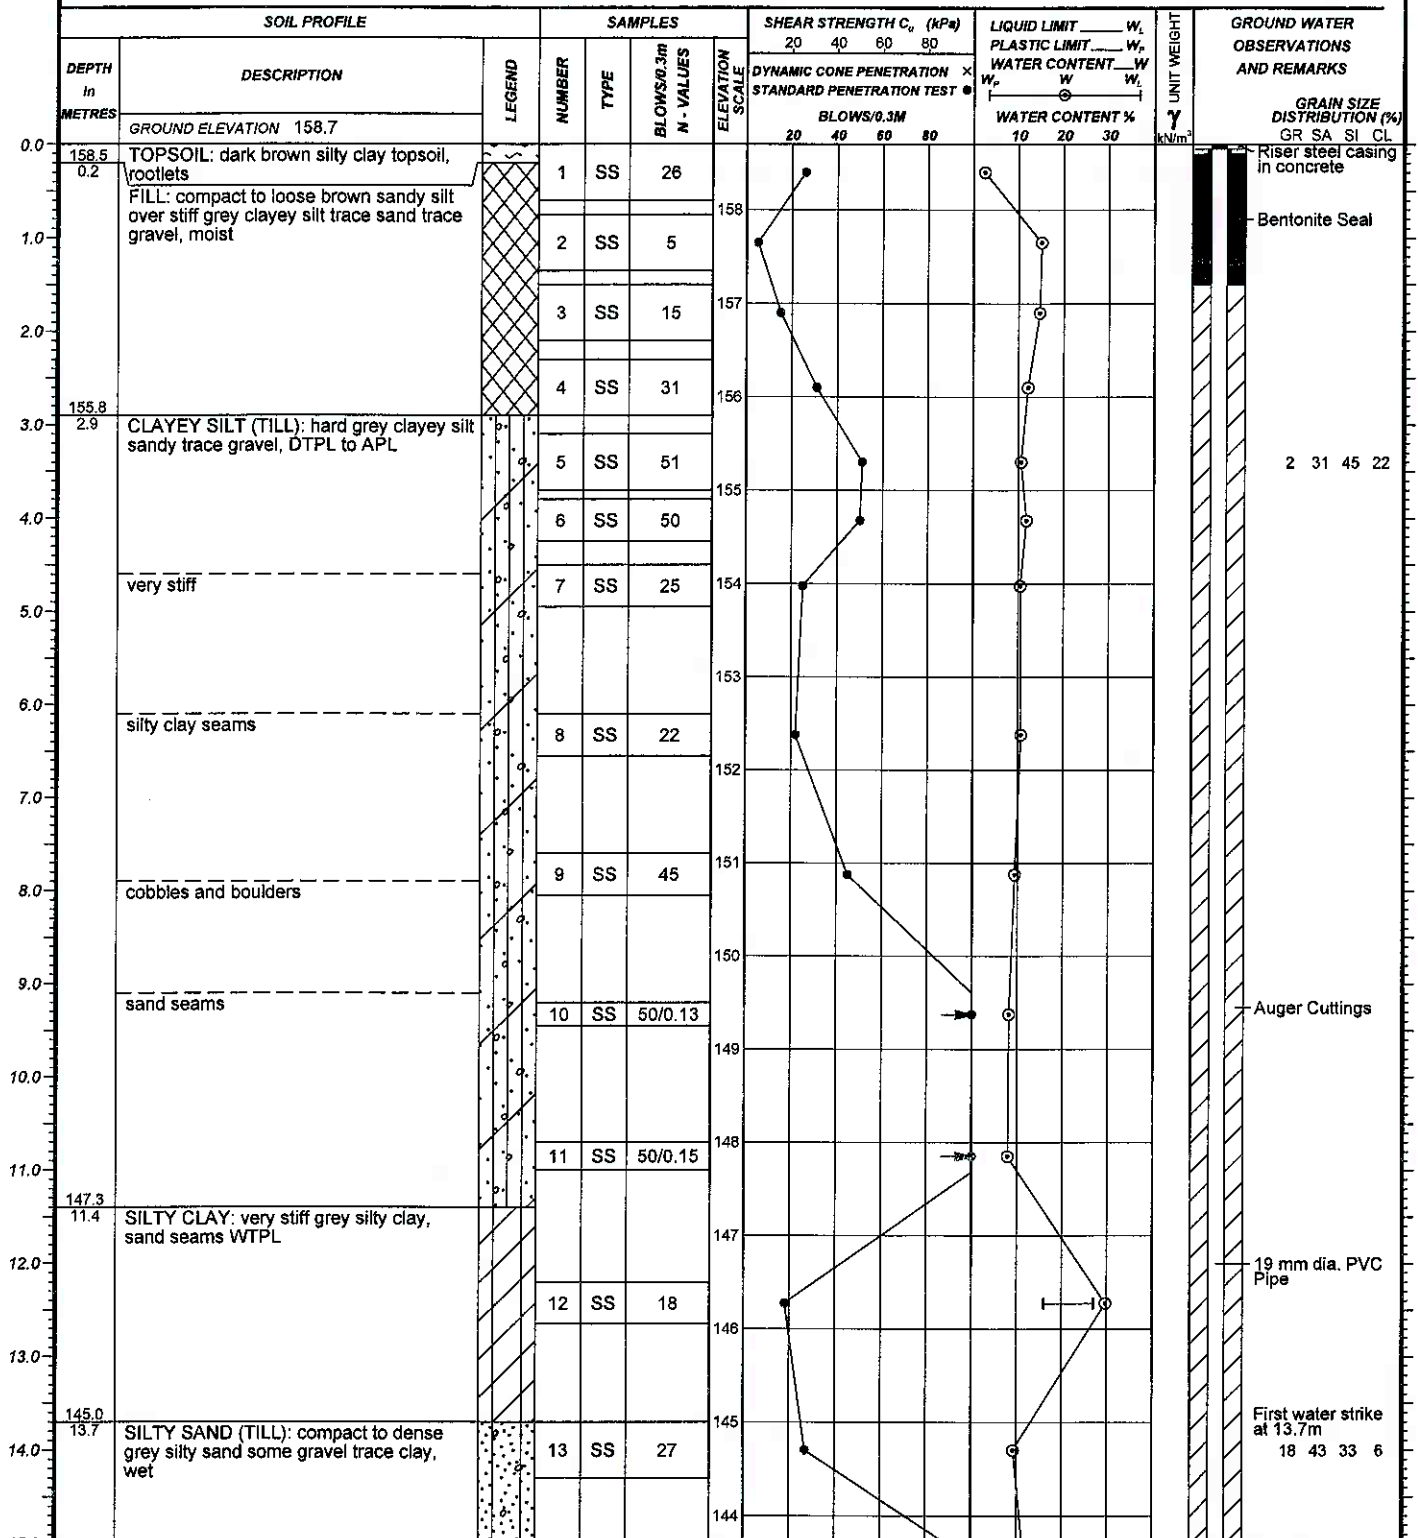 SOIL PROFILE
SAMPLES
SHEAR STRENGTH Cu (kPa)
20 40 60 80
DYNAMIC CONE PENETRATION ×
STANDARD PENETRATION TEST ●
BLOWS/0.3M
20 40 60 80
LIQUID LIMIT WL
PLASTIC LIMIT WP
WATER CONTENT W
WP W WL
WATER CONTENT %
10 20 30
UNIT WEIGHT
γ
kN/m³
GROUND WATER
OBSERVATIONS
AND REMARKS
GRAIN SIZE
DISTRIBUTION (%)
GR SA SI CL
DEPTH
in
METRES
DESCRIPTION
GROUND ELEVATION 158.7
LEGEND
NUMBER
TYPE
BLOWS/0.3m
N - VALUES
ELEVATION
SCALE
0.0
158.5
0.2
TOPSOIL: dark brown silty clay topsoil,
rootlets
1 SS 26
Riser steel casing
in concrete
FILL: compact to loose brown sandy silt
over stiff grey clayey silt trace sand trace
gravel, moist
158
Bentonite Seal
1.0
2 SS 5
157
3 SS 15
2.0
4 SS 31
156
155.8
2.9
3.0
CLAYEY SILT (TILL): hard grey clayey silt
sandy trace gravel, DTPL to APL
5 SS 51
2 31 45 22
155
4.0
6 SS 50
very stiff
7 SS 25
154
5.0
153
6.0
silty clay seams
8 SS 22
152
7.0
151
9 SS 45
8.0
cobbles and boulders
150
9.0
sand seams
10 SS 50/0.13
Auger Cuttings
149
10.0
148
11 SS 50/0.15
11.0
147.3
11.4
SILTY CLAY: very stiff grey silty clay,
sand seams WTPL
147
12.0
19 mm dia. PVC
Pipe
12 SS 18
146
13.0
145.0
13.7
145
First water strike
at 13.7m
SILTY SAND (TILL): compact to dense
grey silty sand some gravel trace clay,
wet
14.0
13 SS 27
18 43 33 6
144